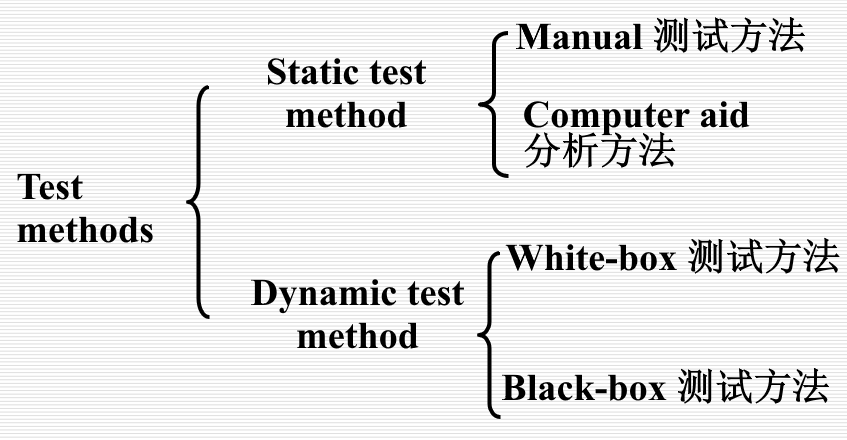 Test
methods
Static test
method
Manual 测试方法
Computer aid
分析方法
Dynamic test
method
White-box 测试方法
Black-box 测试方法